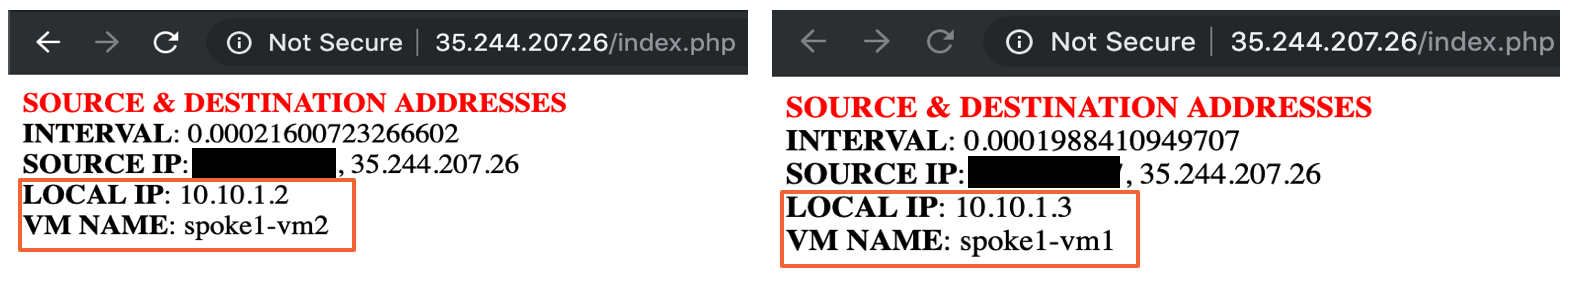 Not Secure | 35.244.207.26/index.php
SOURCE & DESTINATION ADDRESSES
INTERVAL: 0.00021600723266602
SOURCE IP: , 35.244.207.26
LOCAL IP: 10.10.1.2
VM NAME: spoke1-vm2
Not Secure | 35.244.207.26/index.php
SOURCE & DESTINATION ADDRESSES
INTERVAL: 0.0001988410949707
SOURCE IP: , 35.244.207.26
LOCAL IP: 10.10.1.3
VM NAME: spoke1-vm1